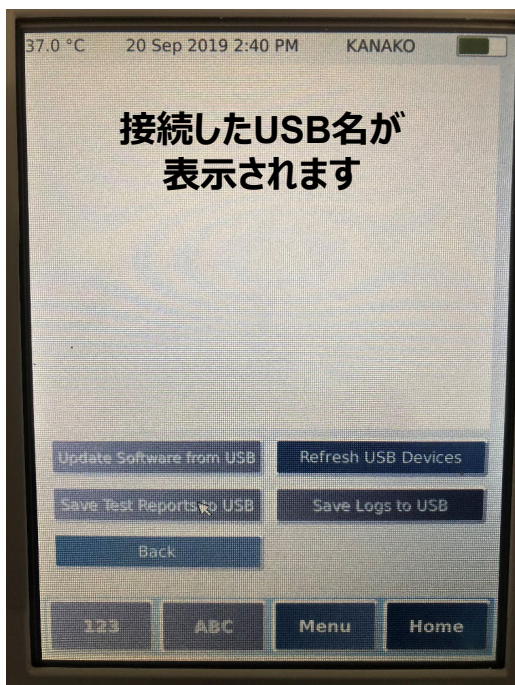 37.0 °C 20 Sep 2019 2:40 PM KANAKO
接続したUSB名が
表示されます
Update Software from USB Refresh USB Devices
Save Test Reports to USB Save Logs to USB
Back
123 ABC Menu Home